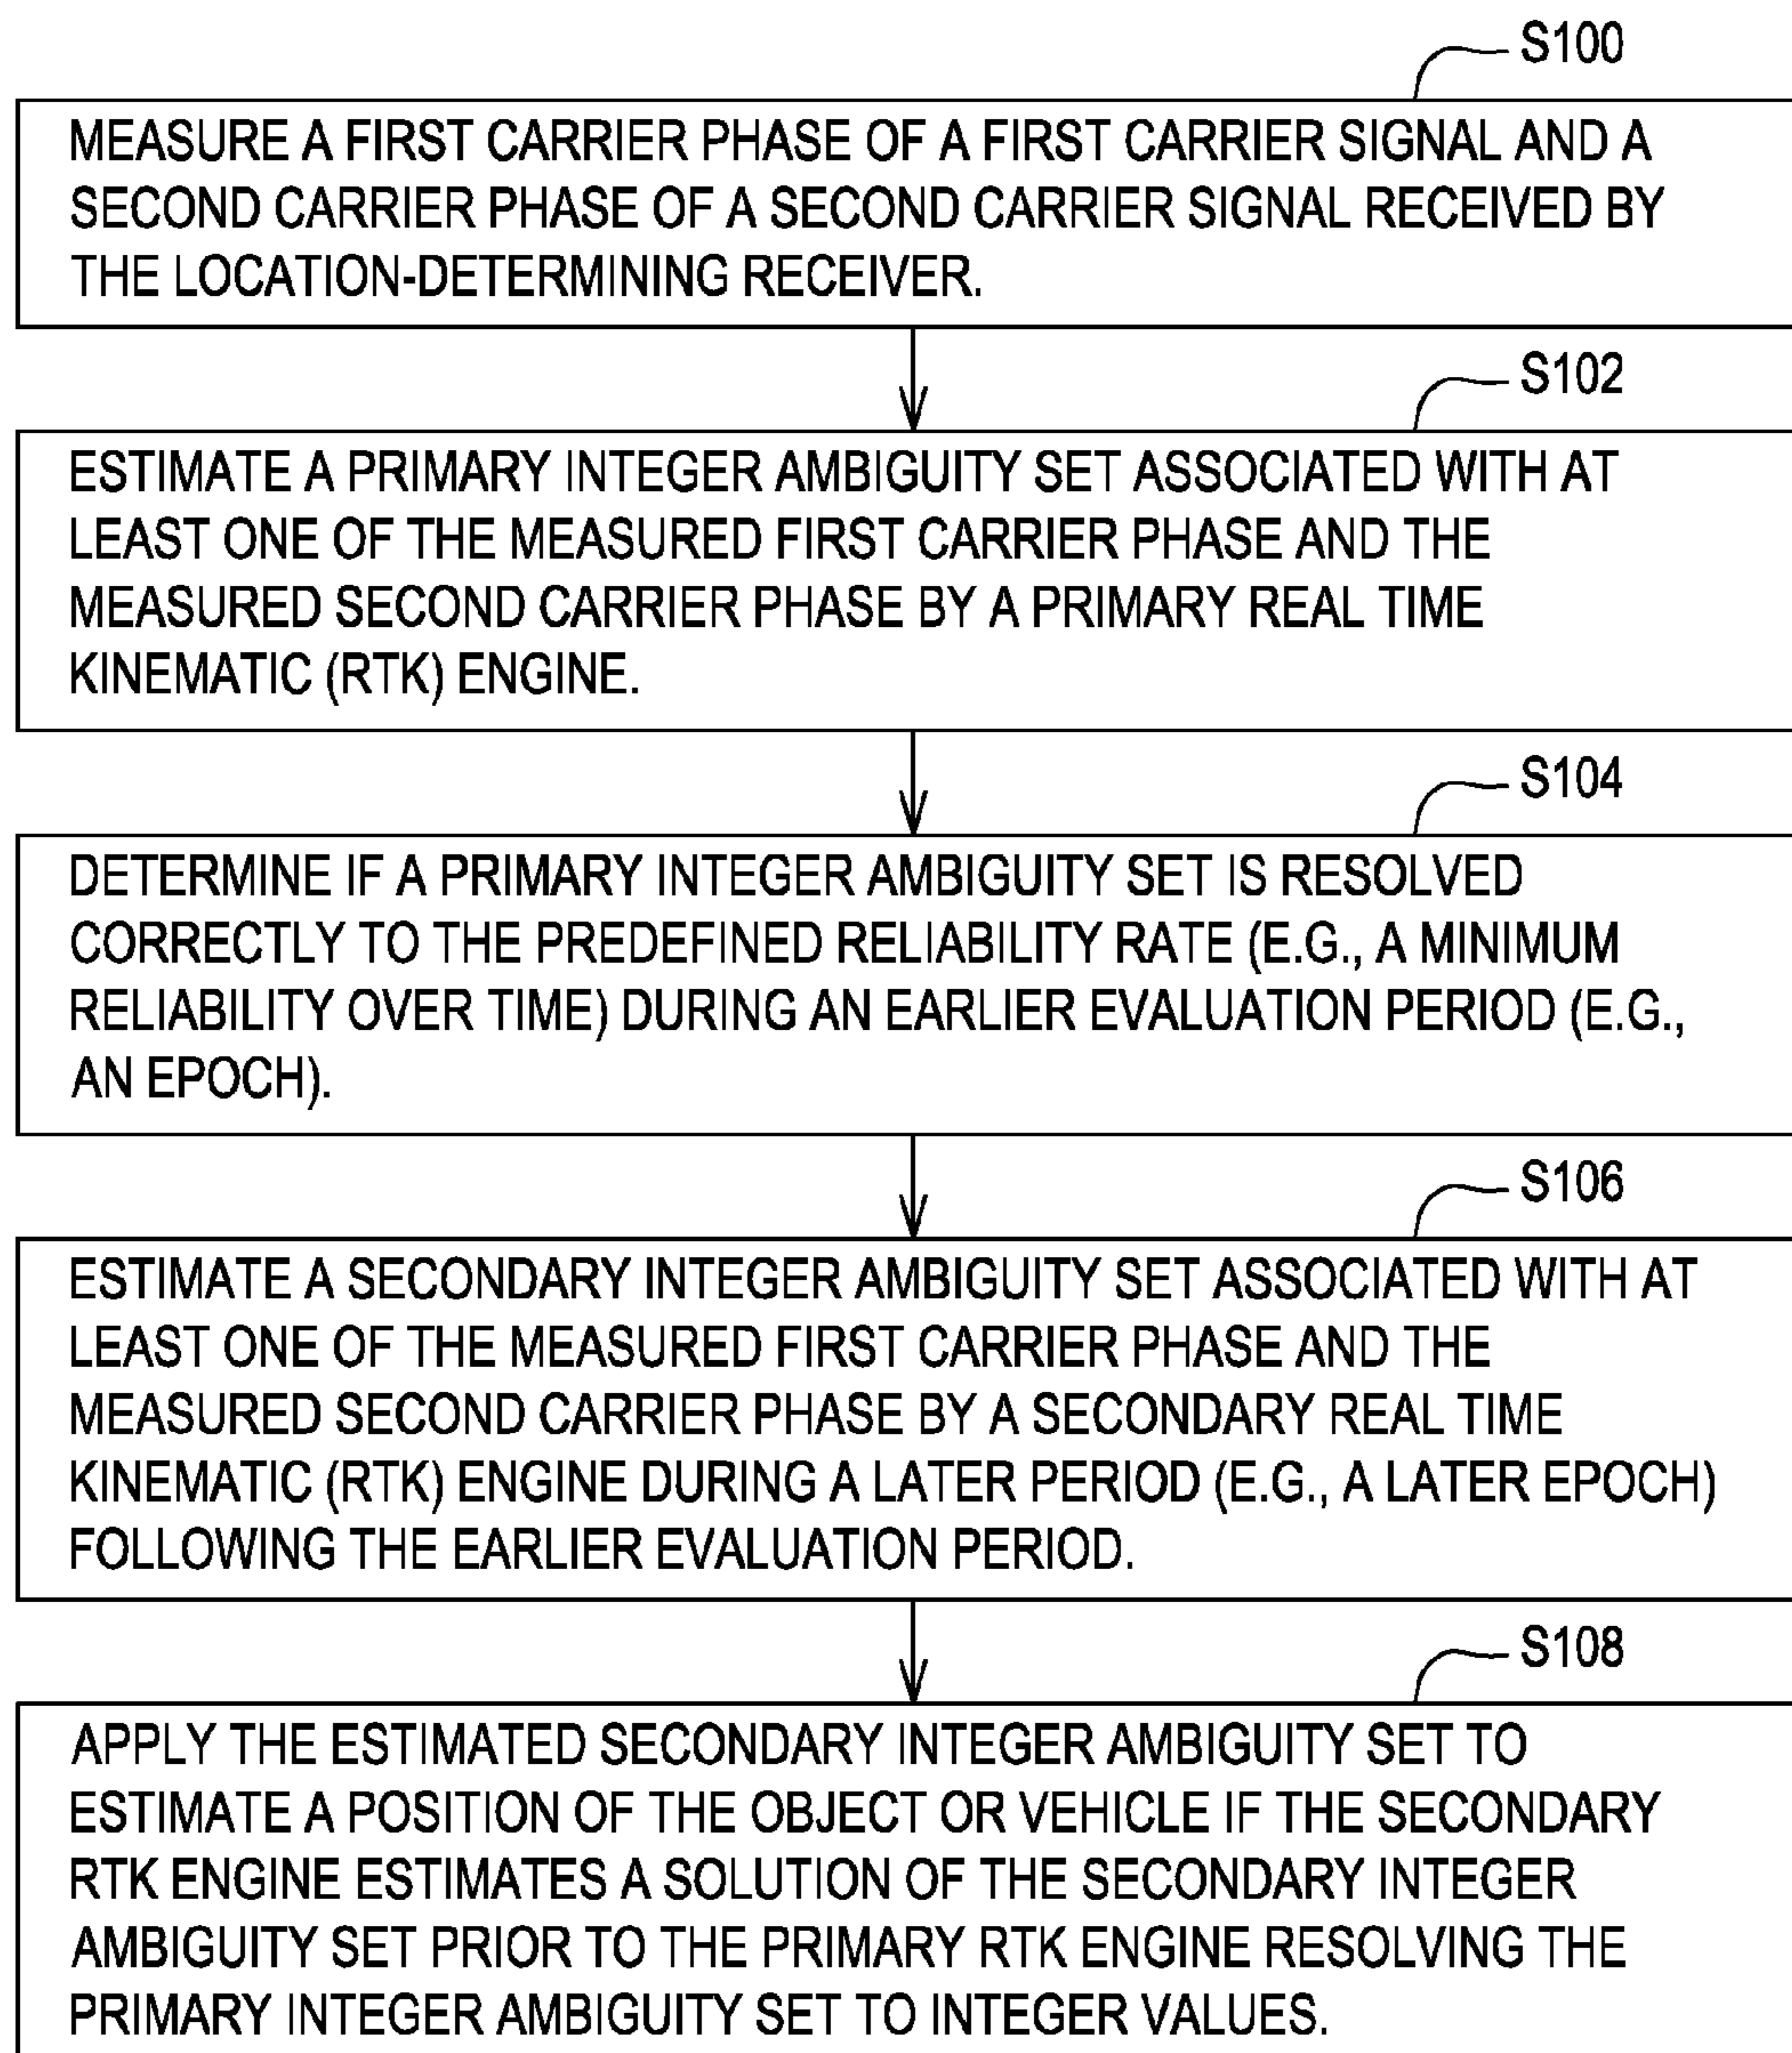 S100
MEASURE A FIRST CARRIER PHASE OF A FIRST CARRIER SIGNAL AND A
SECOND CARRIER PHASE OF A SECOND CARRIER SIGNAL RECEIVED BY
THE LOCATION-DETERMINING RECEIVER.
S102
ESTIMATE A PRIMARY INTEGER AMBIGUITY SET ASSOCIATED WITH AT
LEAST ONE OF THE MEASURED FIRST CARRIER PHASE AND THE
MEASURED SECOND CARRIER PHASE BY A PRIMARY REAL TIME
KINEMATIC (RTK) ENGINE.
S104
DETERMINE IF A PRIMARY INTEGER AMBIGUITY SET IS RESOLVED
CORRECTLY TO THE PREDEFINED RELIABILITY RATE (E.G., A MINIMUM
RELIABILITY OVER TIME) DURING AN EARLIER EVALUATION PERIOD (E.G.,
AN EPOCH).
S106
ESTIMATE A SECONDARY INTEGER AMBIGUITY SET ASSOCIATED WITH AT
LEAST ONE OF THE MEASURED FIRST CARRIER PHASE AND THE
MEASURED SECOND CARRIER PHASE BY A SECONDARY REAL TIME
KINEMATIC (RTK) ENGINE DURING A LATER PERIOD (E.G., A LATER EPOCH)
FOLLOWING THE EARLIER EVALUATION PERIOD.
S108
APPLY THE ESTIMATED SECONDARY INTEGER AMBIGUITY SET TO
ESTIMATE A POSITION OF THE OBJECT OR VEHICLE IF THE SECONDARY
RTK ENGINE ESTIMATES A SOLUTION OF THE SECONDARY INTEGER
AMBIGUITY SET PRIOR TO THE PRIMARY RTK ENGINE RESOLVING THE
PRIMARY INTEGER AMBIGUITY SET TO INTEGER VALUES.